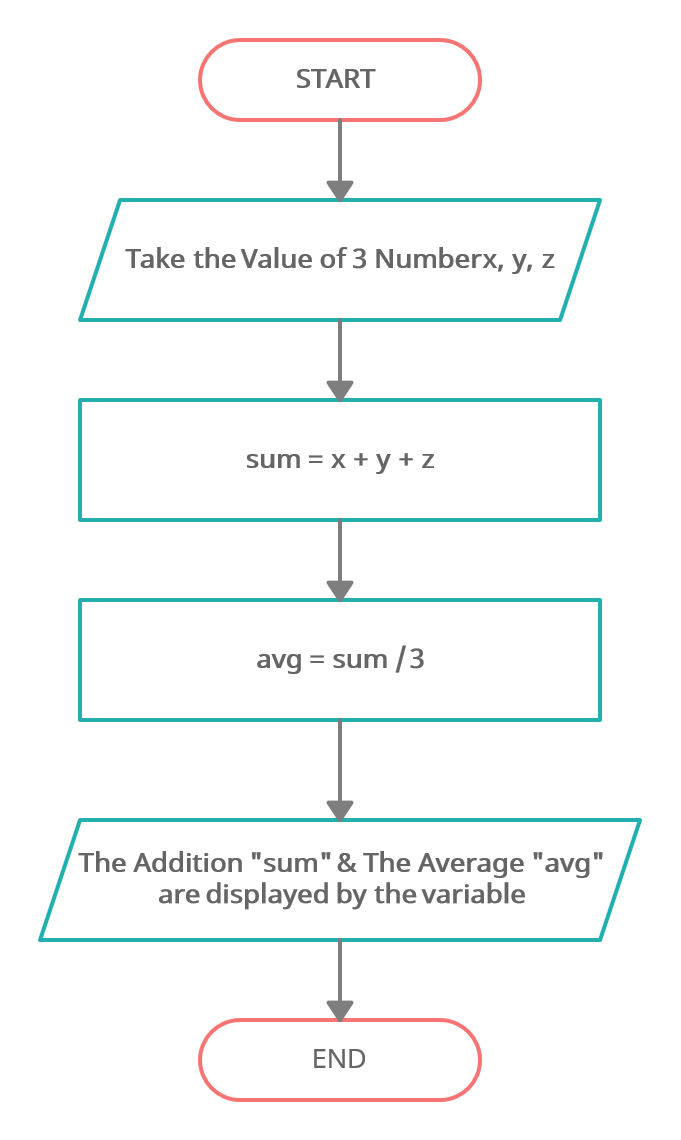 START
Take the Value of 3 Numberx, y, z
sum = x + y + z
avg = sum / 3
The Addition "sum" & The Average "avg"
are displayed by the variable
END